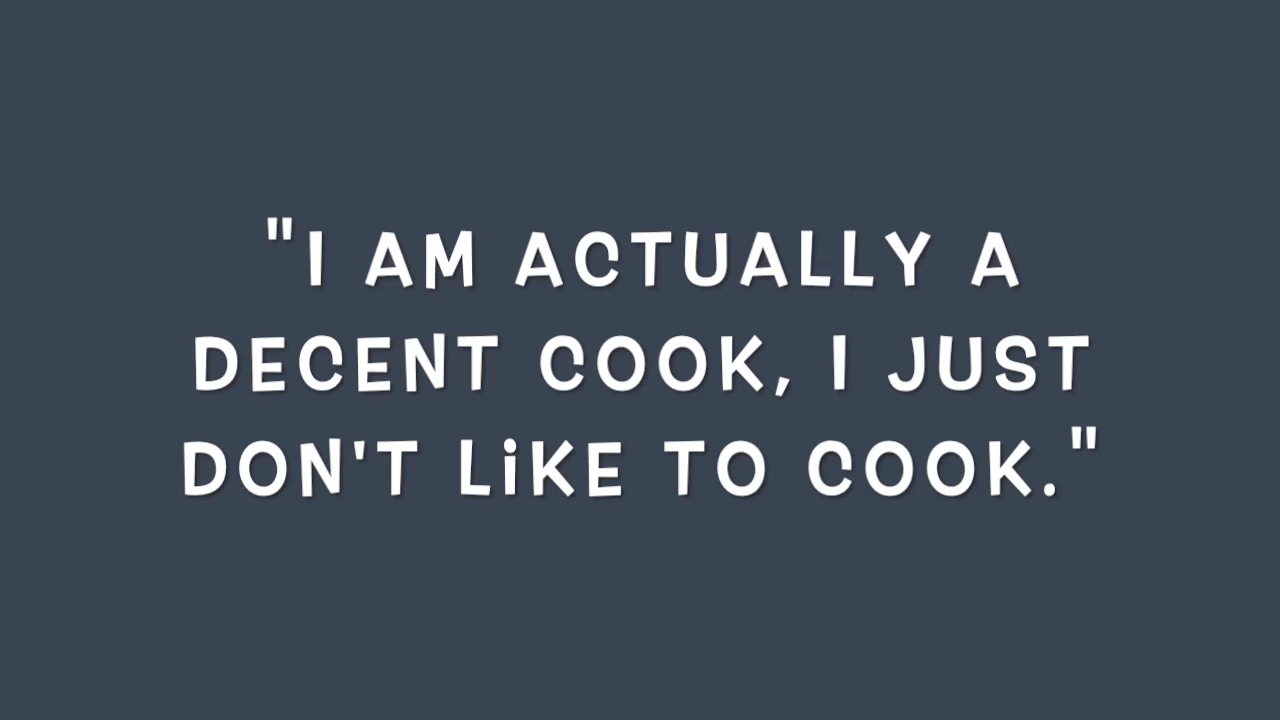 "I AM ACTUALLY A
DECENT COOK, I JUST
DON'T LiKE TO COOK."